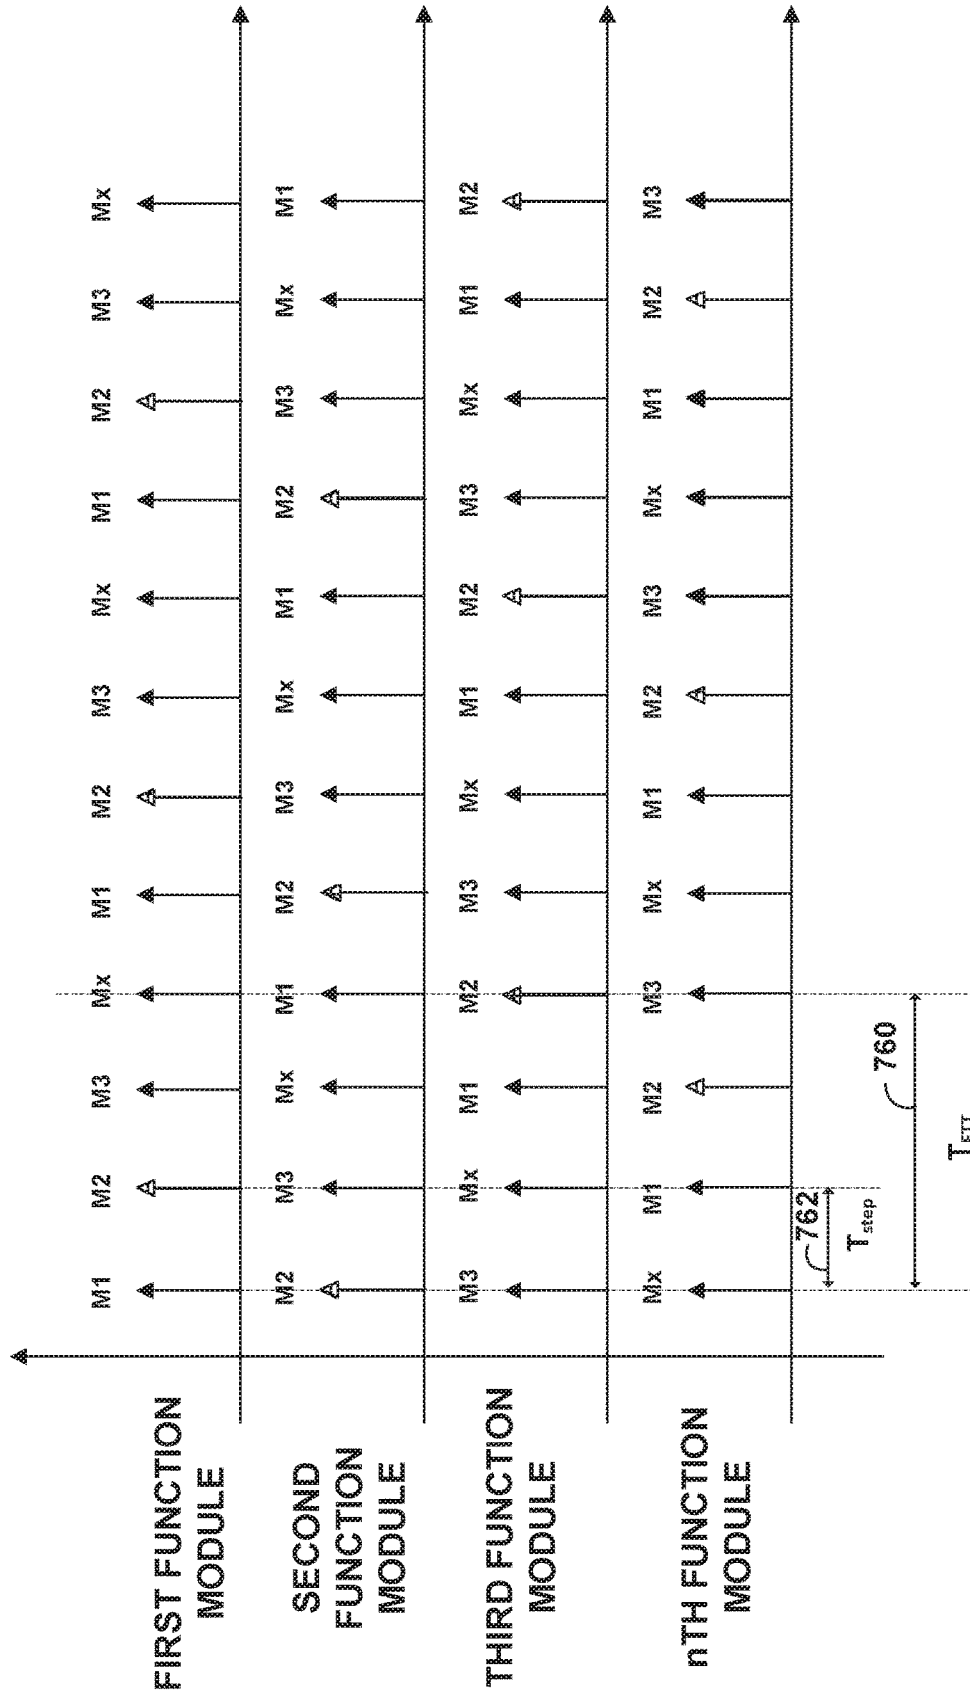 FIRST FUNCTION
MODULE
M1 M2 M3 Mx M1 M2 M3 Mx M1 M2 M3 Mx
SECOND
FUNCTION
MODULE
M2 M3 Mx M1 M2 M3 Mx M1 M2 M3 Mx M1
THIRD FUNCTION
MODULE
M3 Mx M1 M2 M3 Mx M1 M2 M3 Mx M1 M2
nTH FUNCTION
MODULE
Mx M1 M2 M3 Mx M1 M2 M3 Mx M1 M2 M3
762
Tstep
760
TFTT